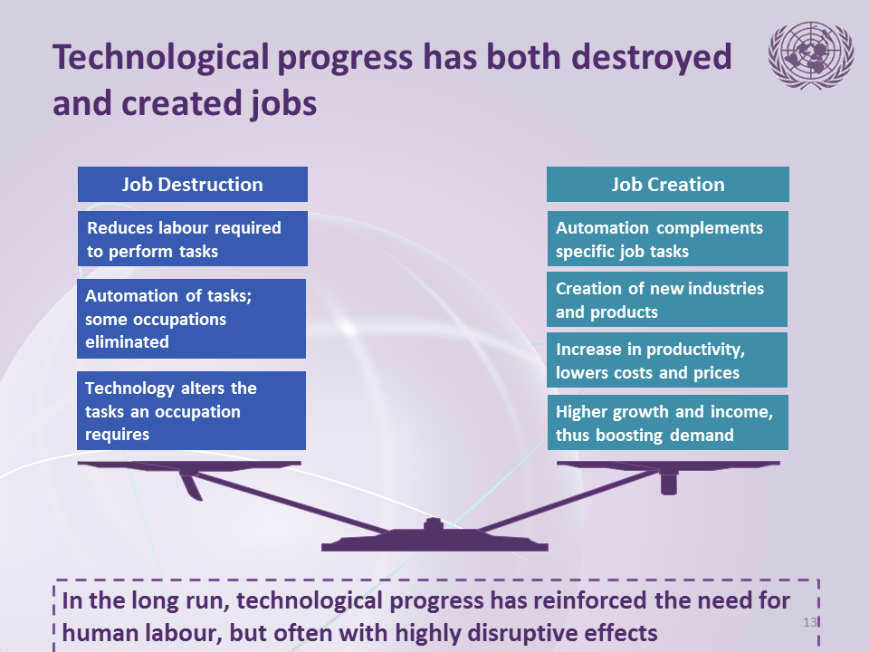 Technological progress has both destroyed
and created jobs
Job Destruction
Reduces labour required
to perform tasks
Automation of tasks;
some occupations
eliminated
Technology alters the
tasks an occupation
requires
Job Creation
Automation complements
specific job tasks
Creation of new industries
and products
Increase in productivity,
lowers costs and prices
Higher growth and income,
thus boosting demand
In the long run, technological progress has reinforced the need for
human labour, but often with highly disruptive effects
13